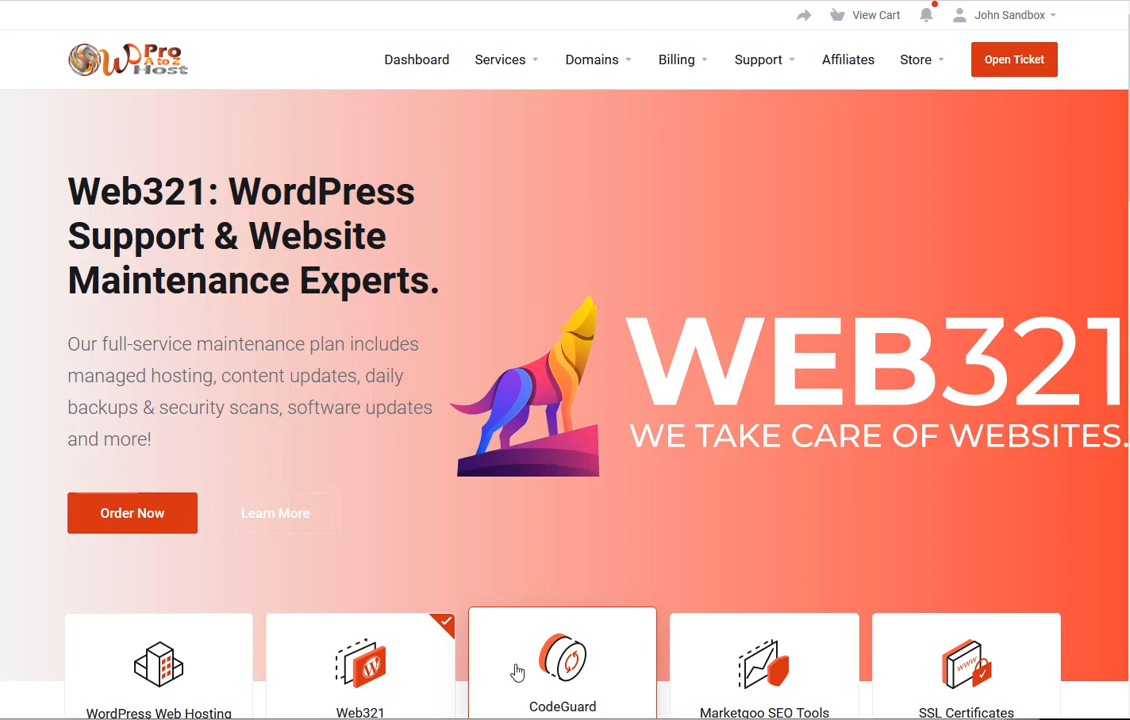 View Cart
John Sandbox
WP Pro
A to Z
Host
Dashboard
Services
Domains
Billing
Support
Affiliates
Store
Open Ticket
Web321: WordPress
Support & Website
Maintenance Experts.
Our full-service maintenance plan includes
managed hosting, content updates, daily
backups & security scans, software updates
and more!
WEB321
WE TAKE CARE OF WEBSITES.
Order Now
Learn More
WordPress Web Hosting
Web321
CodeGuard
Marketgoo SEO Tools
WWW
SSL Certificates